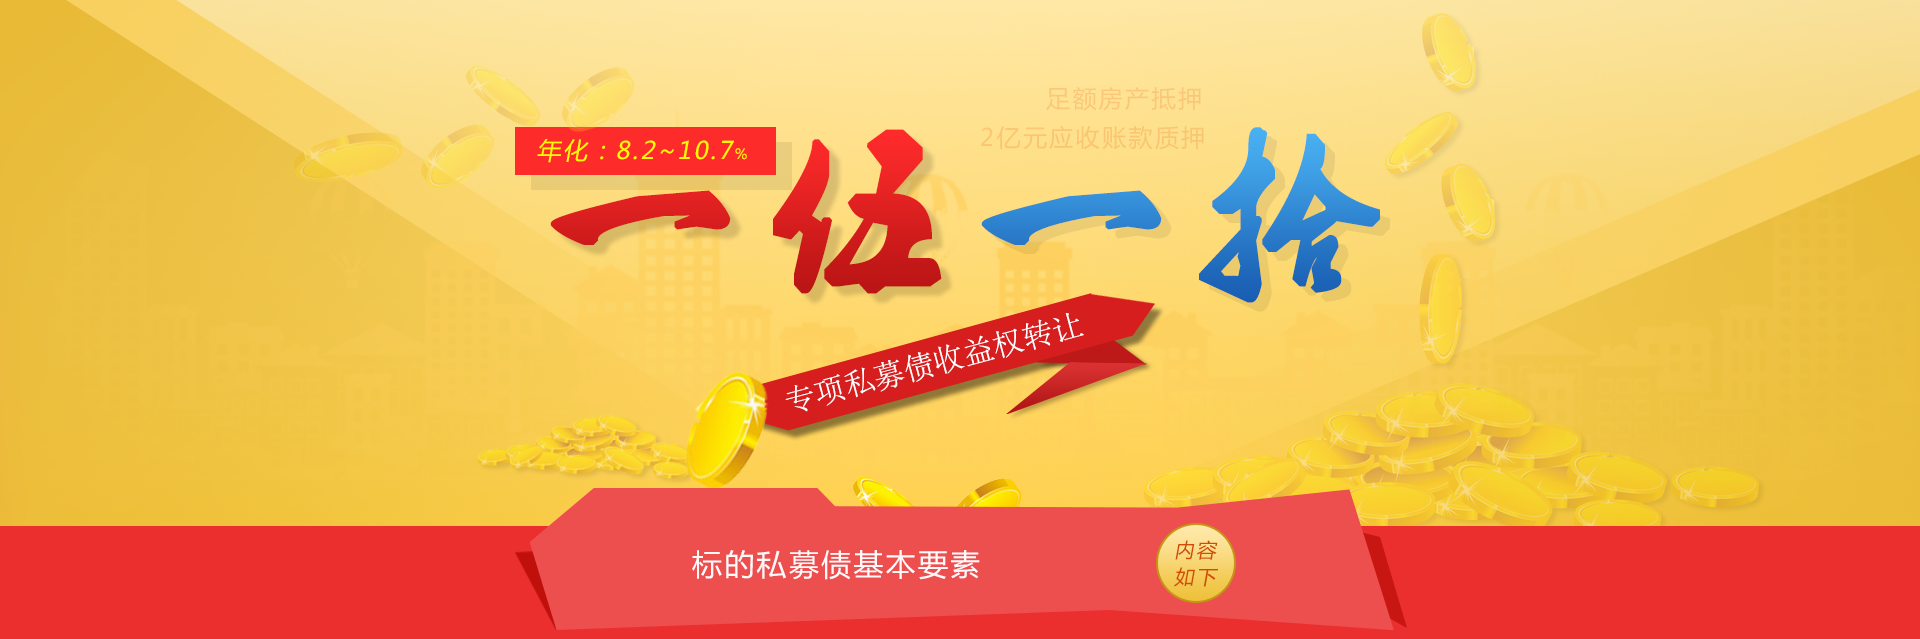 足额房产抵押
2亿元应收账款质押
年化：8.2~10.7%
一伍一拾
专项私募债收益权转让
标的私募债基本要素
内容
如下